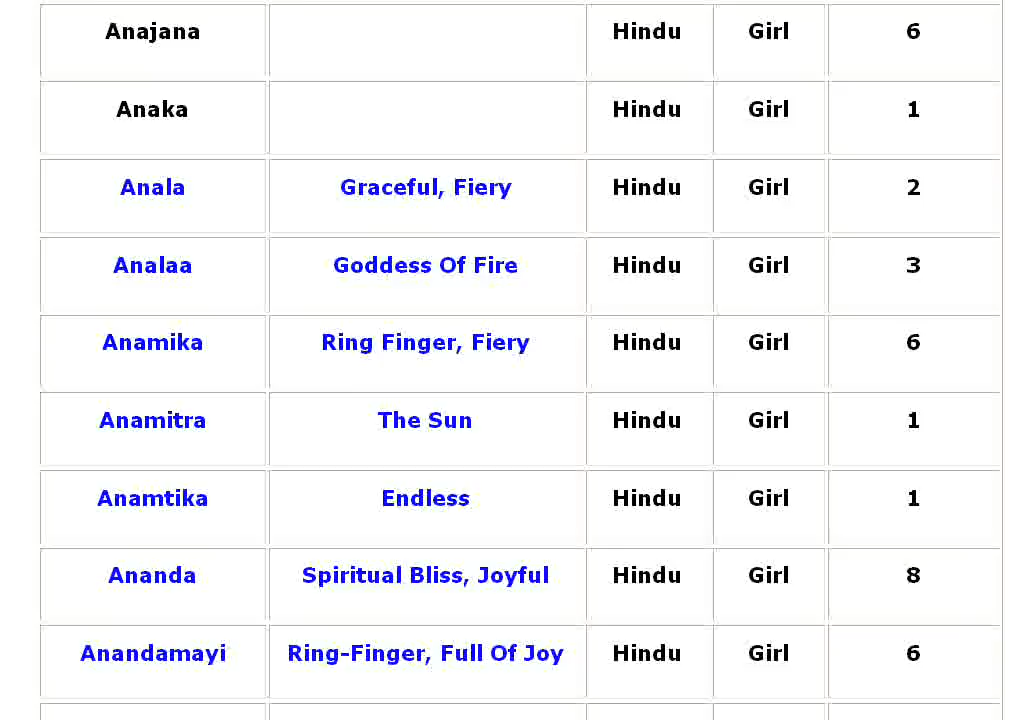 Anajana Hindu Girl 6
Anaka Hindu Girl 1
Anala Graceful, Fiery Hindu Girl 2
Analaa Goddess Of Fire Hindu Girl 3
Anamika Ring Finger, Fiery Hindu Girl 6
Anamitra The Sun Hindu Girl 1
Anamtika Endless Hindu Girl 1
Ananda Spiritual Bliss, Joyful Hindu Girl 8
Anandamayi Ring-Finger, Full Of Joy Hindu Girl 6